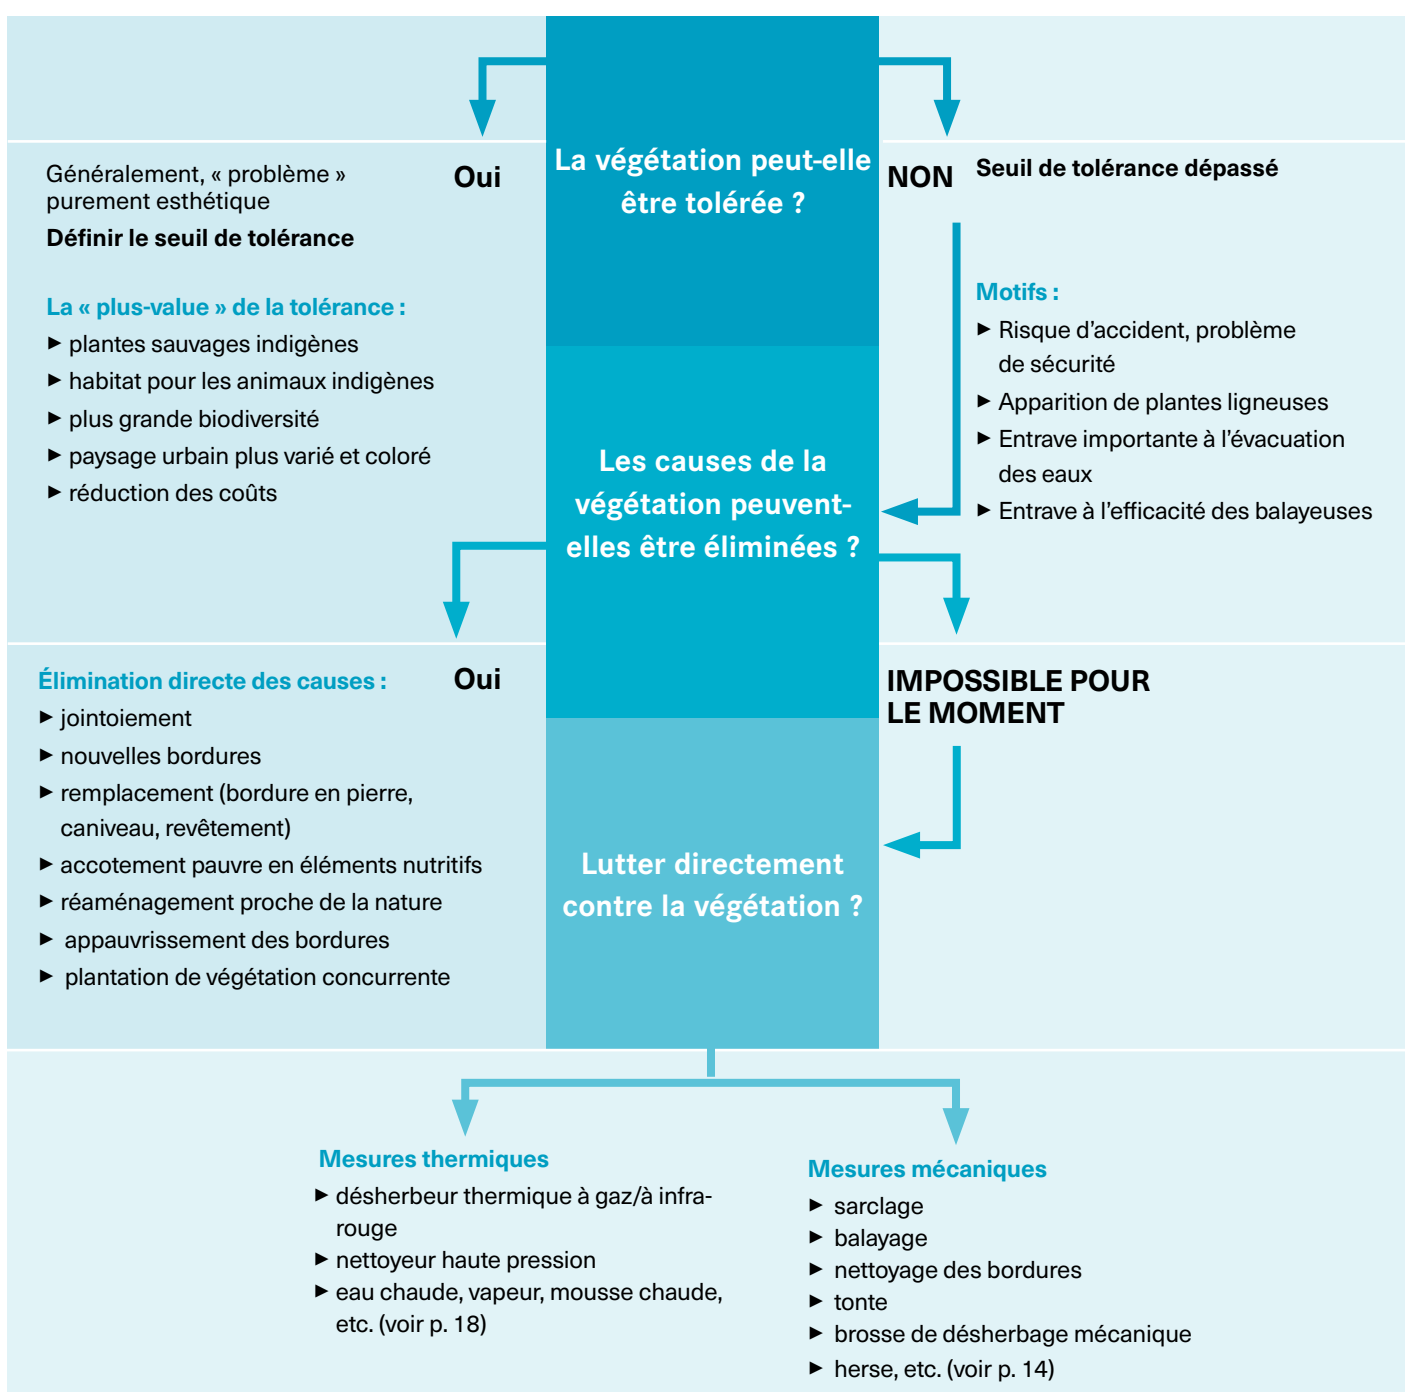 La végétation peut-elle
être tolérée ?
Oui
Généralement, « problème »
purement esthétique
Définir le seuil de tolérance
La « plus-value » de la tolérance :
► plantes sauvages indigènes
► habitat pour les animaux indigènes
► plus grande biodiversité
► paysage urbain plus varié et coloré
► réduction des coûts
NON
Seuil de tolérance dépassé
Motifs :
► Risque d’accident, problème
de sécurité
► Apparition de plantes ligneuses
► Entrave importante à l’évacuation
des eaux
► Entrave à l’efficacité des balayeuses
Les causes de la
végétation peuvent-
elles être éliminées ?
Oui
Élimination directe des causes :
► jointoiement
► nouvelles bordures
► remplacement (bordure en pierre,
caniveau, revêtement)
► accotement pauvre en éléments nutritifs
► réaménagement proche de la nature
► appauvrissement des bordures
► plantation de végétation concurrente
IMPOSSIBLE POUR
LE MOMENT
Lutter directement
contre la végétation ?
Mesures thermiques
► désherbeur thermique à gaz/à infra-
rouge
► nettoyeur haute pression
► eau chaude, vapeur, mousse chaude,
etc. (voir p. 18)
Mesures mécaniques
► sarclage
► balayage
► nettoyage des bordures
► tonte
► brosse de désherbage mécanique
► herse, etc. (voir p. 14)